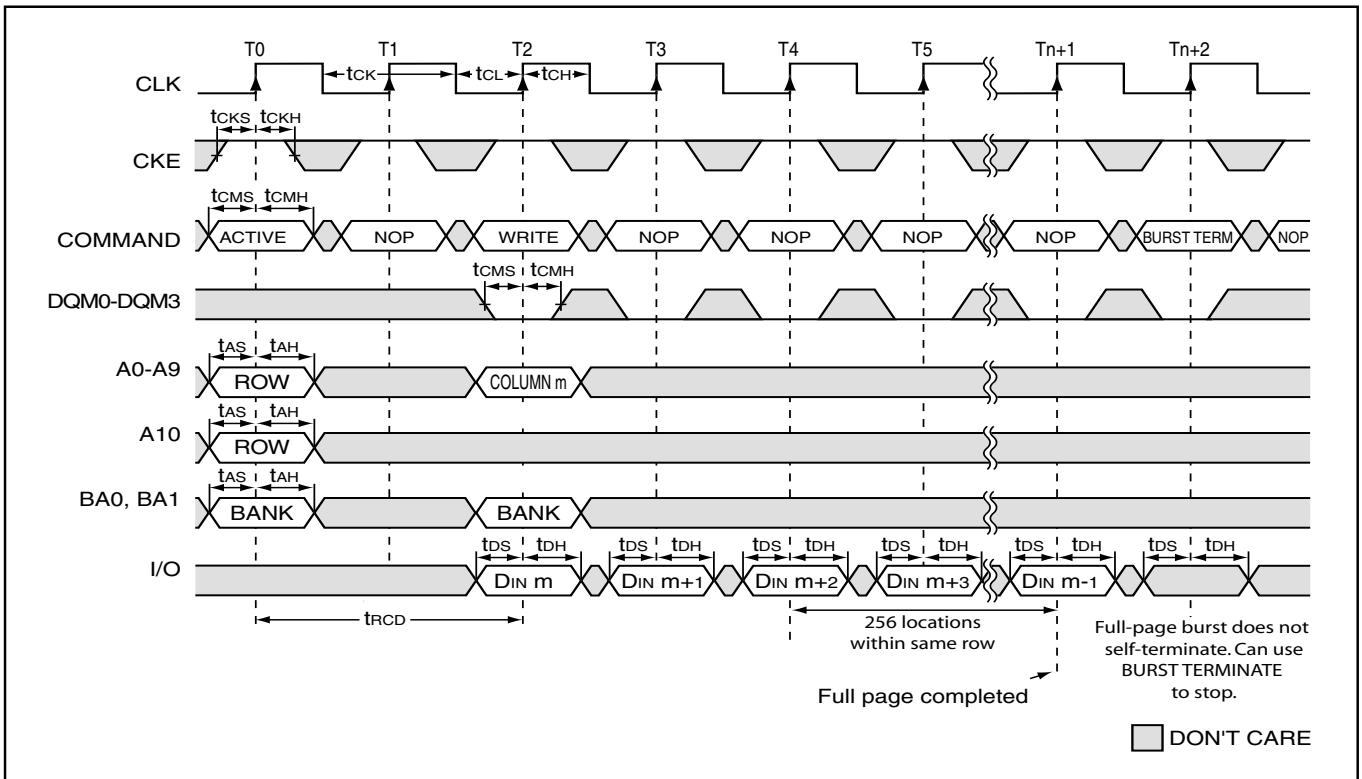 T0 T1 T2 T3 T4 T5 Tn+1 Tn+2
CLK tCK tCL tCH
tCKS tCKH
CKE
tCMS tCMH
COMMAND ACTIVE NOP WRITE NOP NOP NOP NOP BURST TERM NOP
tCMS tCMH
DQM0-DQM3
tAS tAH
A0-A9 ROW COLUMN m
tAS tAH
A10 ROW
tAS tAH
BA0, BA1 BANK BANK
tDS tDH tDS tDH tDS tDH tDS tDH tDS tDH tDS tDH
I/O DIN m DIN m+1 DIN m+2 DIN m+3 DIN m-1
tRCD
256 locations
within same row
Full page completed
Full-page burst does not
self-terminate. Can use
BURST TERMINATE
to stop.
DON'T CARE